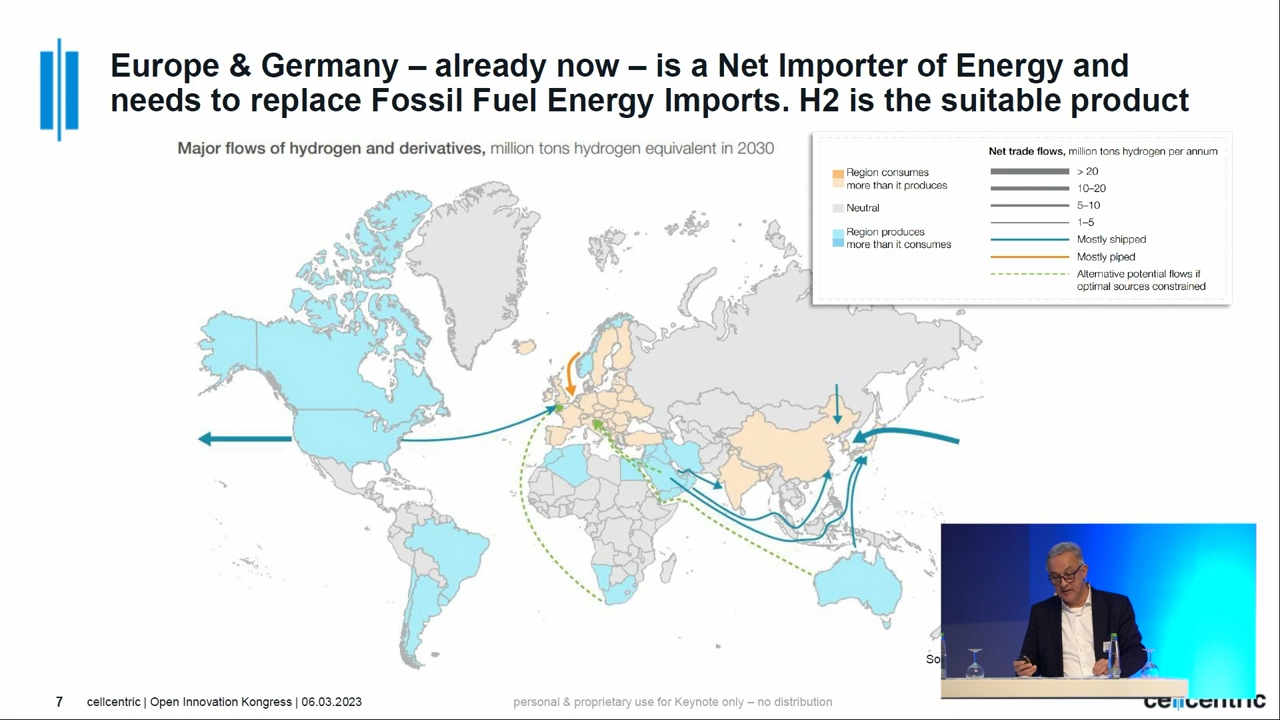 Europe & Germany – already now – is a Net Importer of Energy and
needs to replace Fossil Fuel Energy Imports. H2 is the suitable product
Major flows of hydrogen and derivatives, million tons hydrogen equivalent in 2030
Region consumes
more than it produces
Neutral
Region produces
more than it consumes
Net trade flows, million tons hydrogen per annum
> 20
10–20
5–10
1–5
Mostly shipped
Mostly piped
Alternative potential flows if
optimal sources constrained
So
7
cellcentric | Open Innovation Kongress | 06.03.2023
personal & proprietary use for Keynote only – no distribution
cellcentric